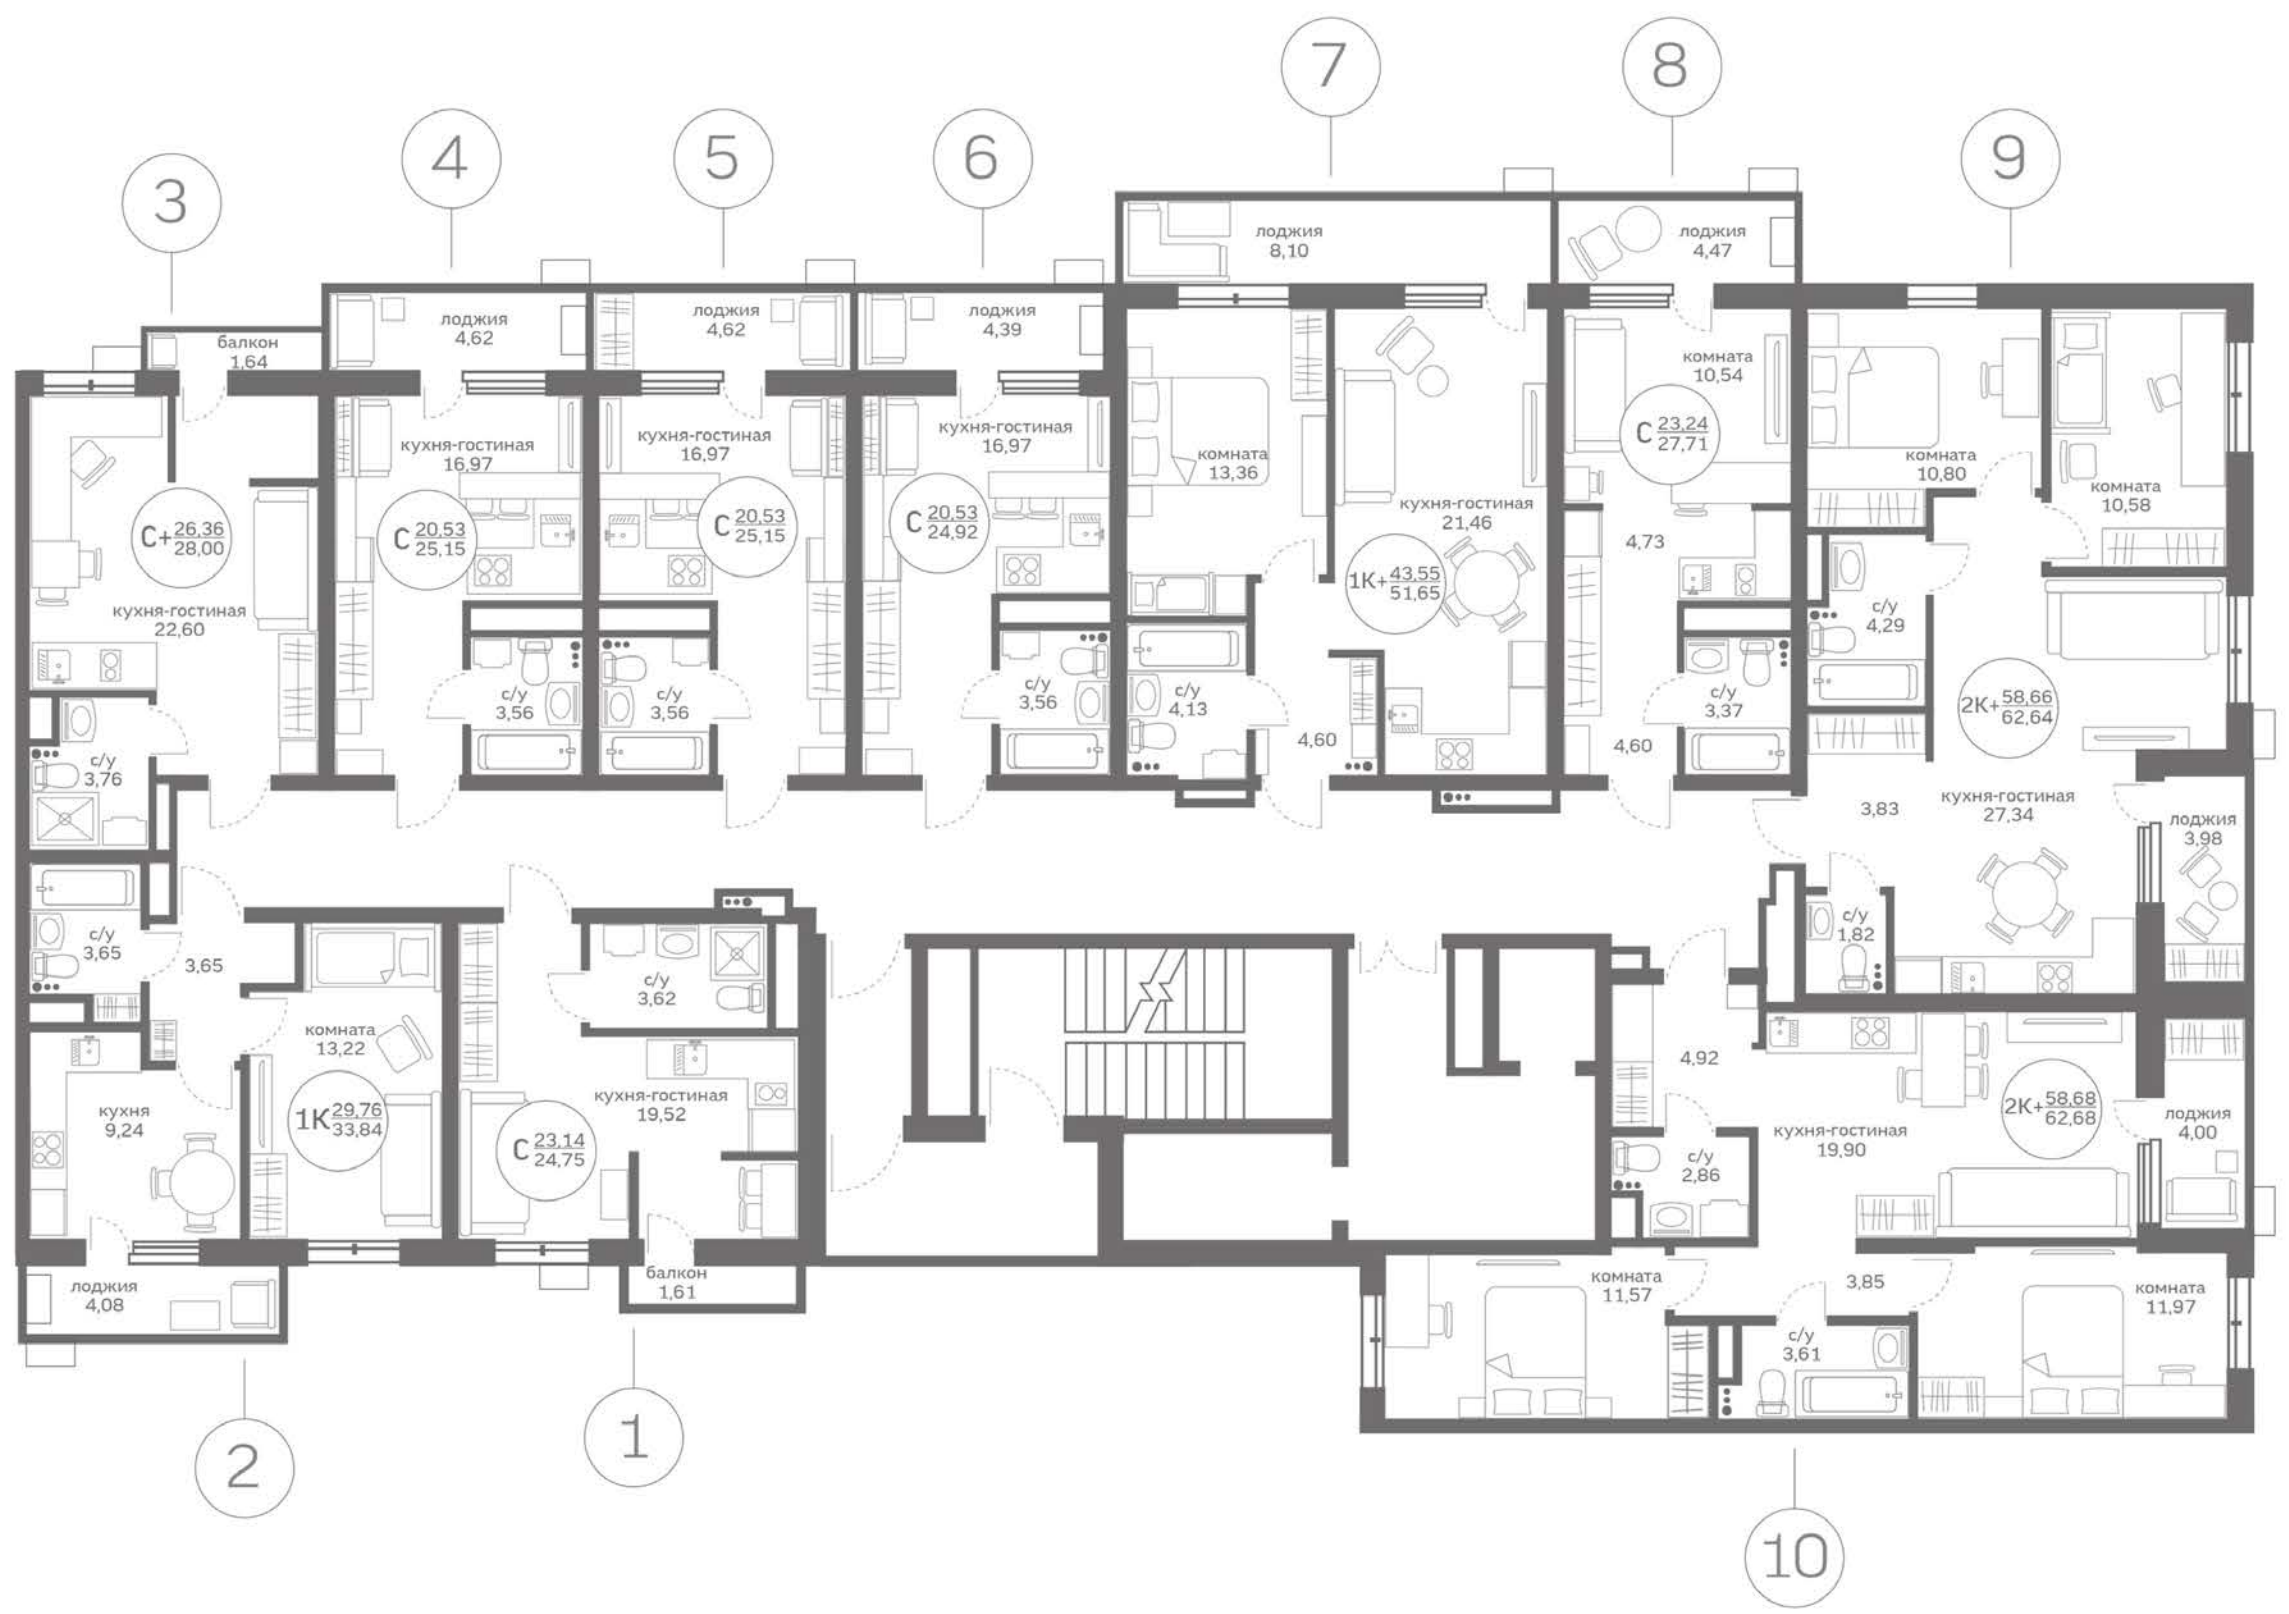 7
8
4
5
6
9
3
лоджия
8,10
лоджия
4,47
лоджия
4,62
лоджия
4,62
лоджия
4,39
балкон
1,64
комната
10,54
С 23,24
27,71
4,73
с/у
3,37
4,60
кухня-гостиная
16,97
С 20,53
25,15
с/у
3,56
кухня-гостиная
16,97
С 20,53
25,15
с/у
3,56
кухня-гостиная
16,97
С 20,53
24,92
с/у
3,56
комната
13,36
кухня-гостиная
21,46
1К+ 43,55
51,65
с/у
4,13
4,60
комната
10,80
комната
10,58
с/у
4,29
2К+ 58,66
62,64
3,83
кухня-гостиная
27,34
лоджия
3,98
с/у
1,82
С+ 26,36
28,00
кухня-гостиная
22,60
с/у
3,76
с/у
3,65
3,65
комната
13,22
1К 29,76
33,84
кухня
9,24
лоджия
4,08
с/у
3,62
кухня-гостиная
19,52
С 23,14
24,75
балкон
1,61
4,92
с/у
2,86
кухня-гостиная
19,90
2К+ 58,68
62,68
лоджия
4,00
комната
11,57
3,85
комната
11,97
с/у
3,61
2
1
10